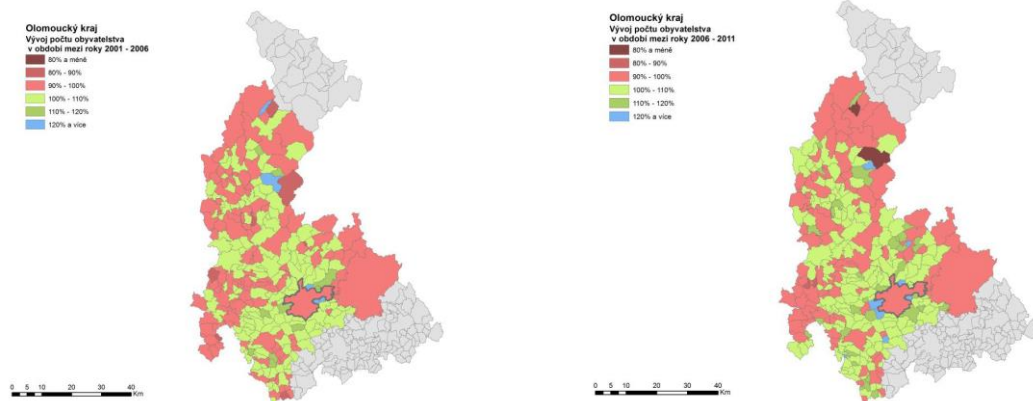 Olomoucký kraj
Vývoj počtu obyvatelstva
v období mezi roky 2001 - 2006
80% a méně
80% - 90%
90% - 100%
100% - 110%
110% - 120%
120% a více
0 5 10 20 30 40
Km
Olomoucký kraj
Vývoj počtu obyvatelstva
v období mezi roky 2006 - 2011
80% a méně
80% - 90%
90% - 100%
100% - 110%
110% - 120%
120% a více
0 5 10 20 30 40
Km